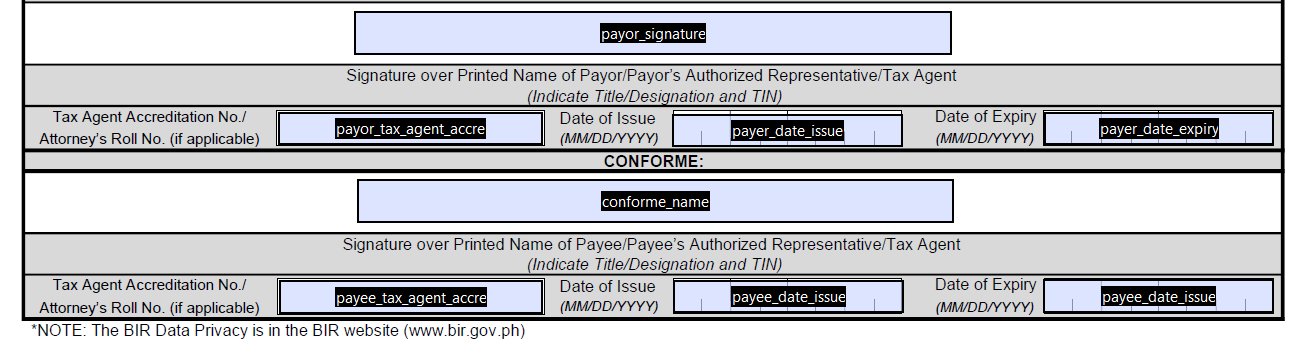 payor_signature
Signature over Printed Name of Payor/Payor's Authorized Representative/Tax Agent
(Indicate Title/Designation and TIN)
Tax Agent Accreditation No./
Attorney's Roll No. (if applicable)
payor_tax_agent_accre
Date of Issue
(MM/DD/YYYY)
payer_date_issue
Date of Expiry
(MM/DD/YYYY)
payer_date_expiry
CONFORME:
conforme_name
Signature over Printed Name of Payee/Payee's Authorized Representative/Tax Agent
(Indicate Title/Designation and TIN)
Tax Agent Accreditation No./
Attorney's Roll No. (if applicable)
payee_tax_agent_accre
Date of Issue
(MM/DD/YYYY)
payee_date_issue
Date of Expiry
(MM/DD/YYYY)
payee_date_issue
*NOTE: The BIR Data Privacy is in the BIR website (www.bir.gov.ph)